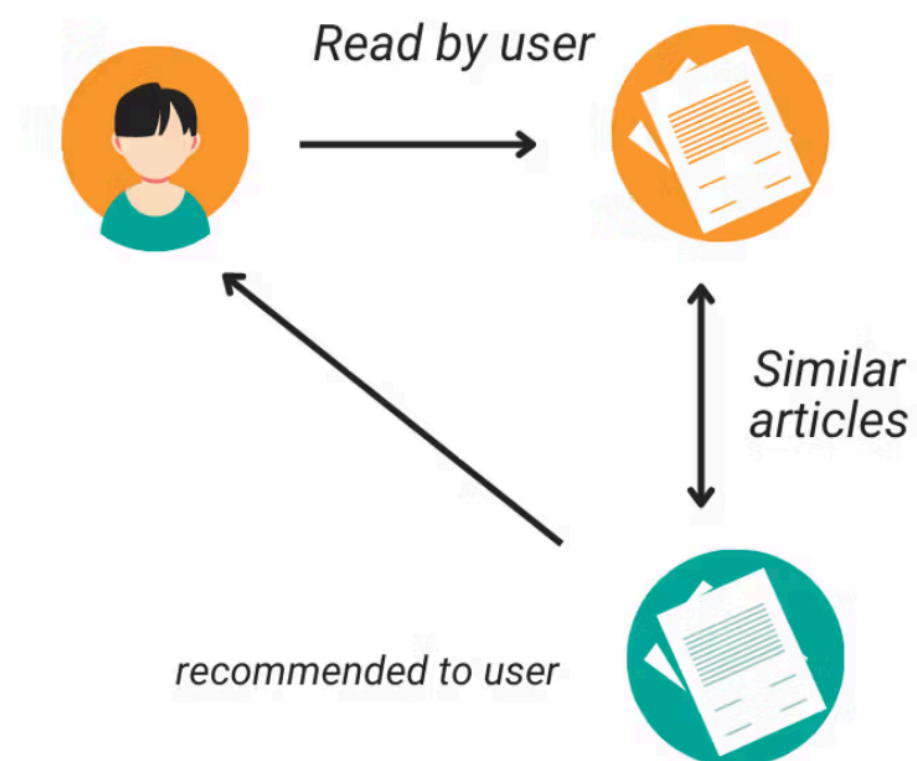 Read by user
Similar
articles
recommended to user